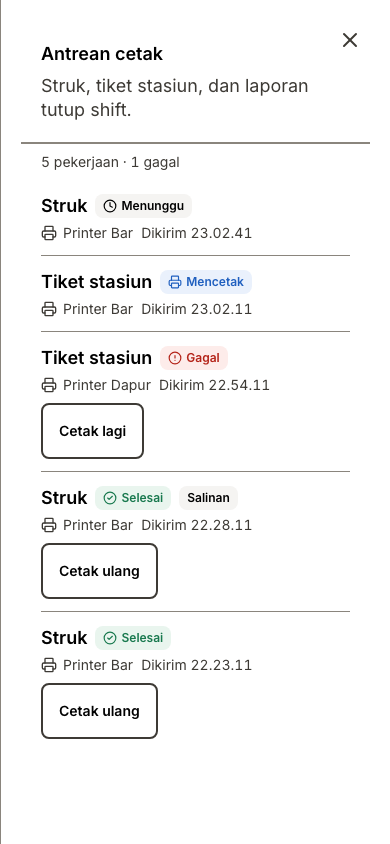 Antrean cetak
Struk, tiket stasiun, dan laporan
tutup shift.
5 pekerjaan · 1 gagal
Struk Menunggu
Printer Bar Dikirim 23.02.41
Tiket stasiun Mencetak
Printer Bar Dikirim 23.02.11
Tiket stasiun Gagal
Printer Dapur Dikirim 22.54.11
Cetak lagi
Struk Selesai Salinan
Printer Bar Dikirim 22.28.11
Cetak ulang
Struk Selesai
Printer Bar Dikirim 22.23.11
Cetak ulang